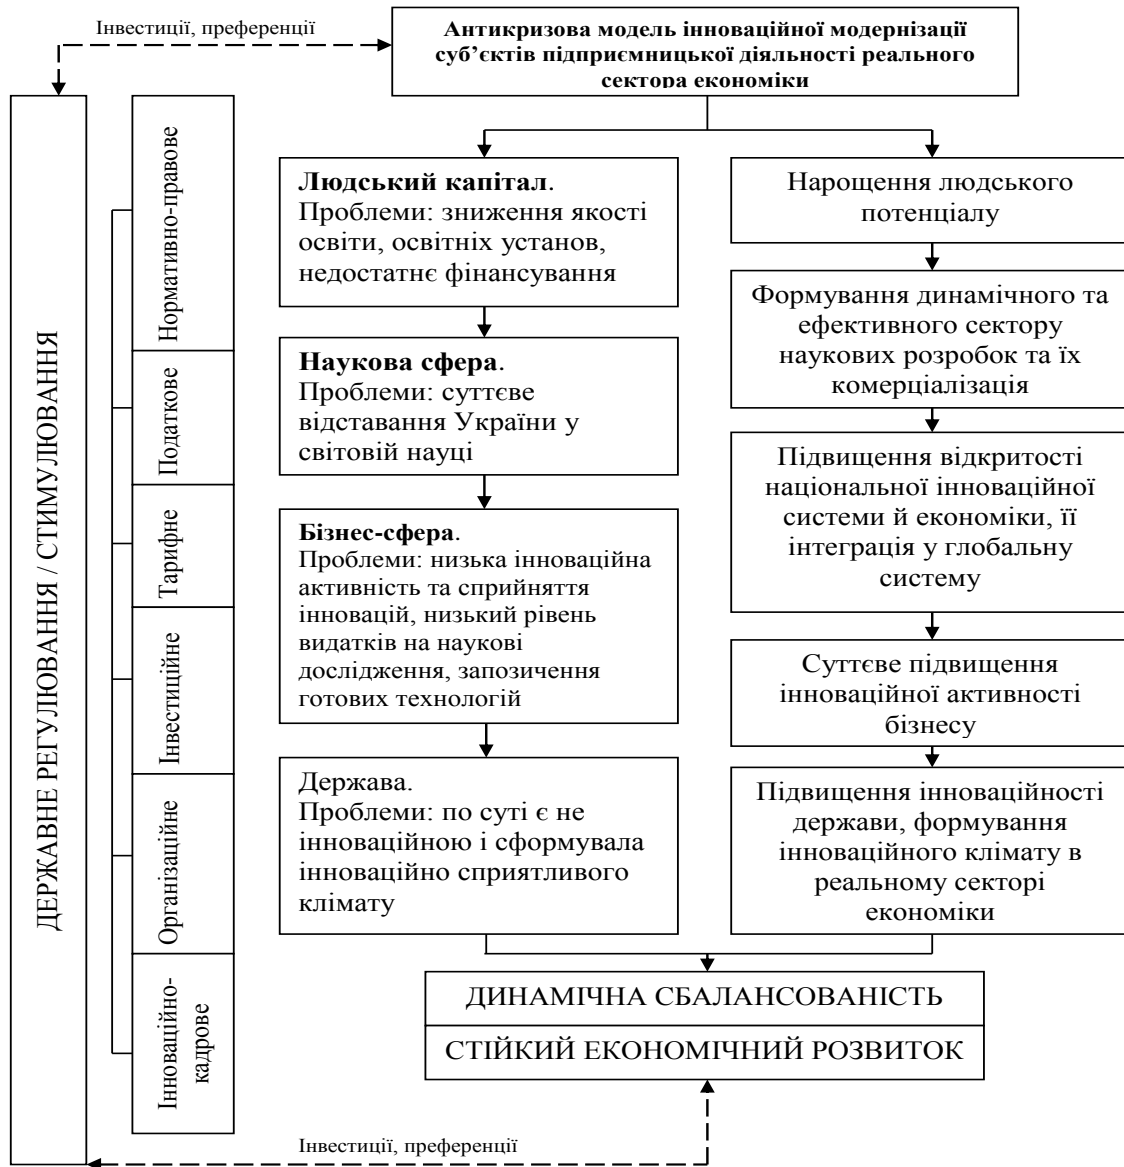 Інвестиції, преференції
Антикризова модель інноваційної модернізації
суб’єктів підприємницької діяльності реального
сектора економіки
ДЕРЖАВНЕ РЕГУЛЮВАННЯ / СТИМУЛЮВАННЯ
Нормативно-правове
Податкове
Тарифне
Інвестиційне
Організаційне
Інноваційно-
кадрове
Людський капітал.
Проблеми: зниження якості
освіти, освітніх установ,
недостатнє фінансування
Наукова сфера.
Проблеми: суттєве
відставання України у
світовій науці
Бізнес-сфера.
Проблеми: низька інноваційна
активність та сприйняття
інновацій, низький рівень
видатків на наукові
дослідження, запозичення
готових технологій
Держава.
Проблеми: по суті є не
інноваційною і сформувала
інноваційно сприятливого
клімату
Нарощення людського
потенціалу
Формування динамічного та
ефективного сектору
наукових розробок та їх
комерціалізація
Підвищення відкритості
національної інноваційної
системи й економіки, її
інтеграція у глобальну
систему
Суттєве підвищення
інноваційної активності
бізнесу
Підвищення інноваційності
держави, формування
інноваційного клімату в
реальному секторі
економіки
ДИНАМІЧНА СБАЛАНСОВАНІСТЬ
СТІЙКИЙ ЕКОНОМІЧНИЙ РОЗВИТОК
Інвестиції, преференції